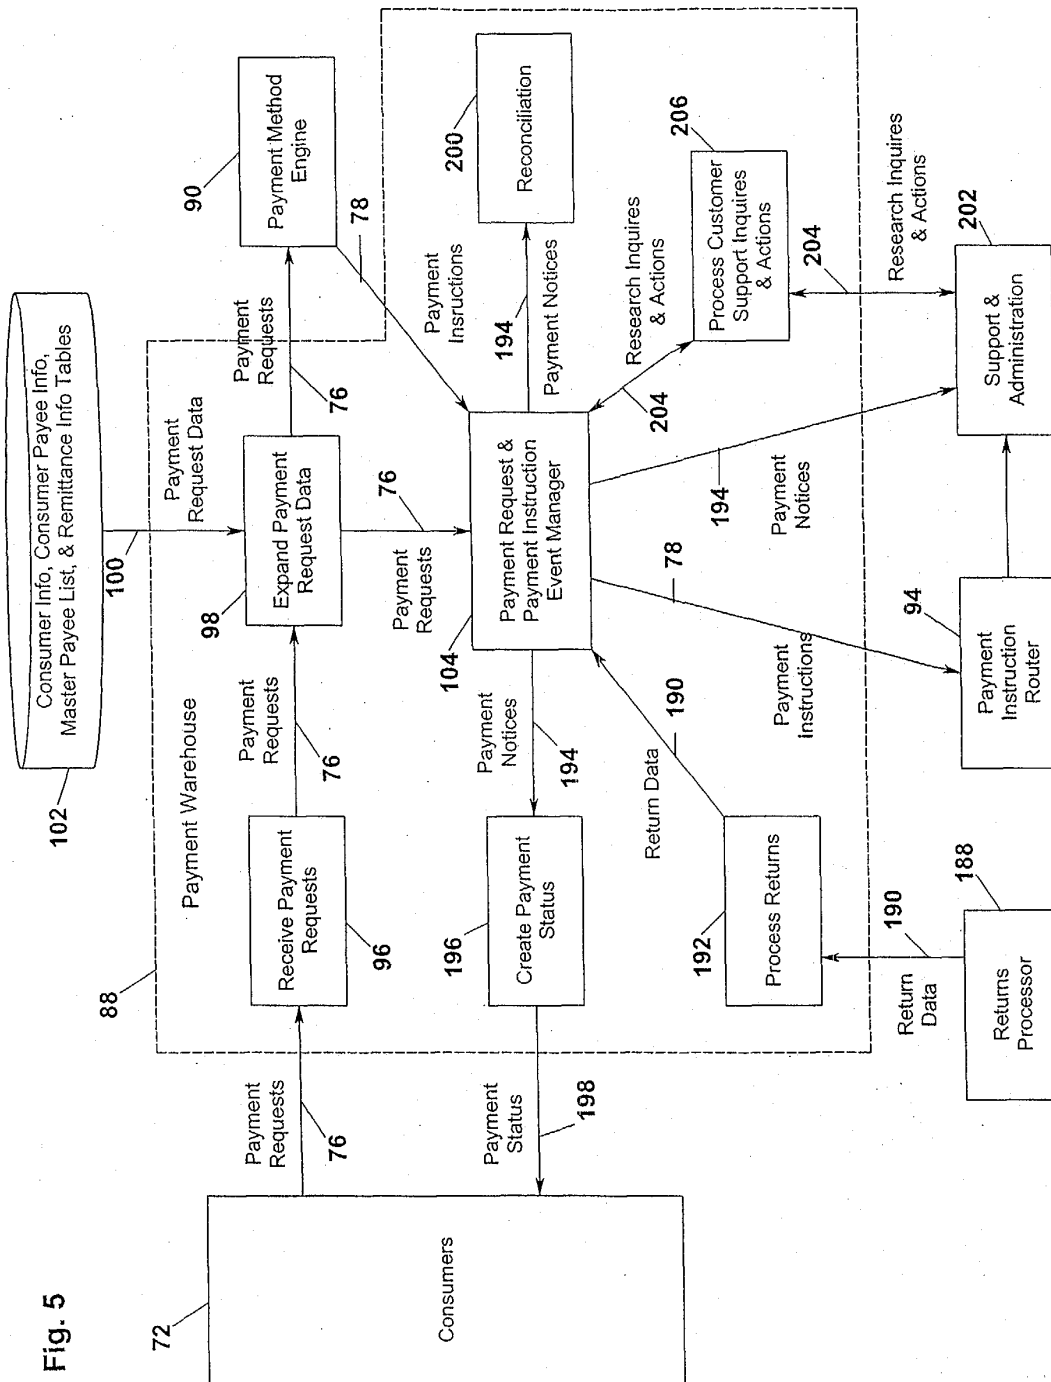 Fig. 5
72
Consumers
Payment
Requests
76
Payment
Status
198
88
Payment Warehouse
Receive Payment
Requests
96
Payment
Requests
76
102
Consumer Info, Consumer Payee Info,
Master Payee List, & Remittance Info Tables
100
Payment
Request Data
98
Expand Payment
Request Data
Payment
Requests
76
90
Payment Method
Engine
78
Payment
Requests
76
196
Create Payment
Status
Payment
Notices
194
104
Payment Request &
Payment Instruction
Event Manager
Payment
Insructions
194
Payment Notices
200
Reconciliation
192
Process Returns
Return Data
190
Payment
Instructions
78
194
Payment
Notices
Research Inquires
& Actions
204
206
Process Customer
Support Inquires
& Actions
204
Research Inquires
& Actions
Return
Data
190
188
Returns
Processor
94
Payment
Instruction
Router
202
Support &
Administration